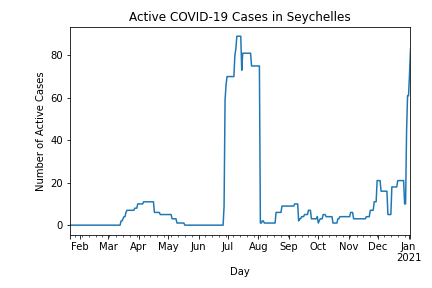 Active COVID-19 Cases in Seychelles
Number of Active Cases
80
60
40
20
0
Feb Mar Apr May Jun Jul Aug Sep Oct Nov Dec Jan
2021
Day